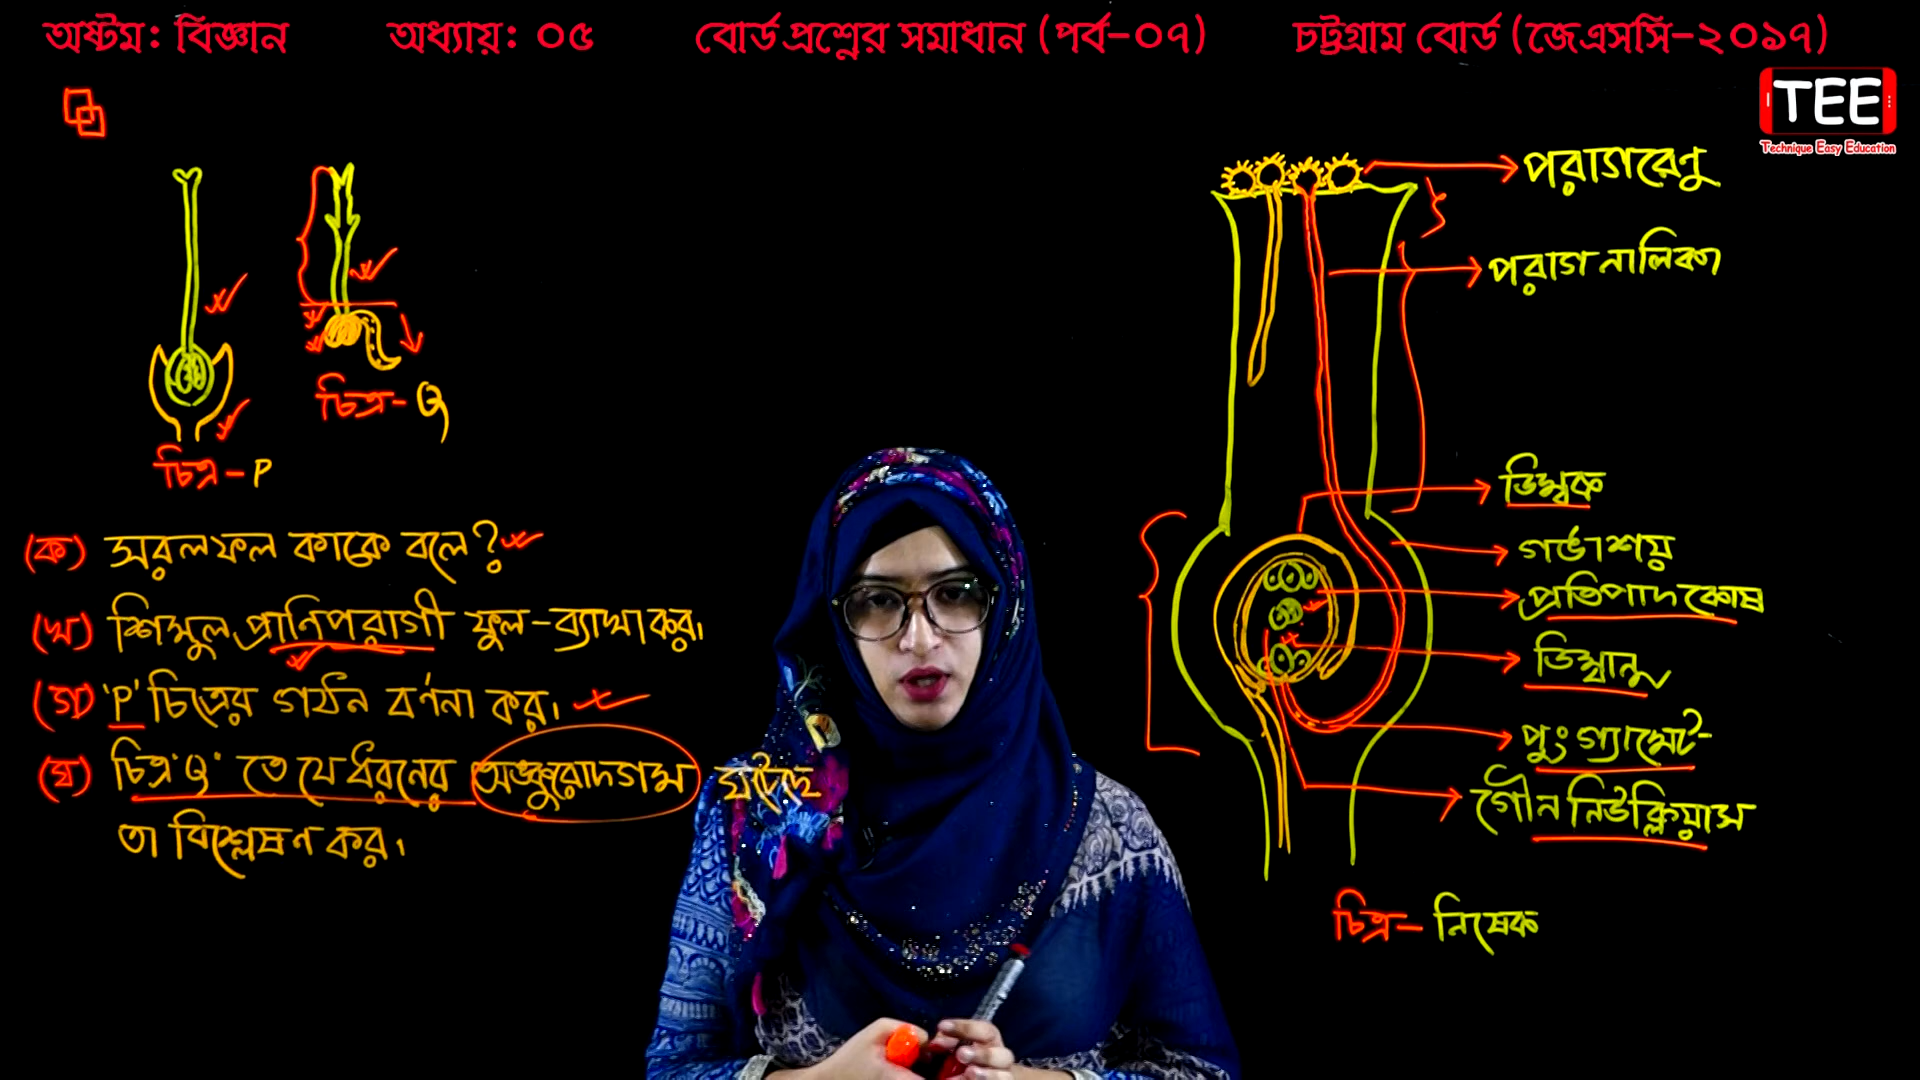 অষ্টম: বিজ্ঞান অধ্যায়: ০৫ বোর্ড প্রশ্নের সমাধান (পর্ব-০৭) চট্টগ্রাম বোর্ড (জেএসসি-২০১৭)
TEE
Technique Easy Education
চিত্র-P
চিত্র-Q
(ক) সরলফল কাকে বলে?
(খ) শিমুল প্রানিপরাগী ফুল-ব্যাখা কর।
(গ) 'P' চিত্রের গঠন বর্ণনা কর।
(ঘ) চিত্র 'Q' তে যে ধরনের অঙ্কুরোদগম ঘটেছে
তা বিশ্লেষণ কর।
পরাগরেণু
পরাগ নালিকা
ডিম্বক
গর্ভাশয়
প্রতিপাদ কোষ
ডিম্বানু
পুং গ্যামেট
গৌন নিউক্লিয়াস
চিত্র- নিষেক